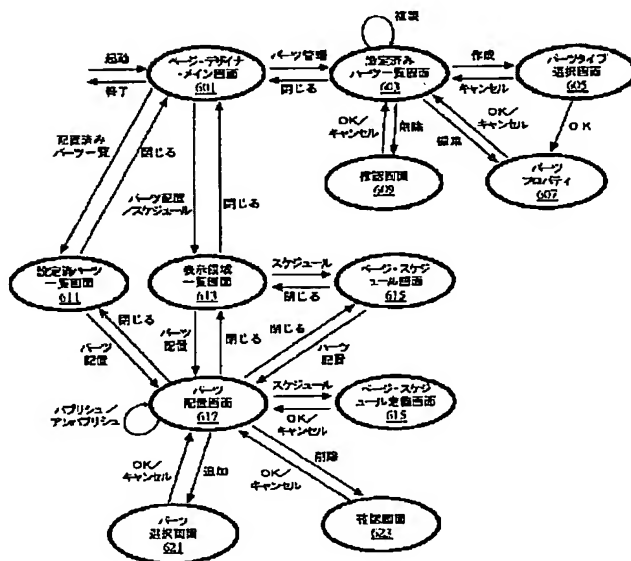 複製
起動
終了
ページ・デザイナ
・メイン画面
601
パーツ管理
閉じる
設定済み
パーツ一覧画面
603
作成
キャンセル
パーツタイプ
選択画面
605
配置済み
パーツ一覧
閉じる
OK/
キャンセル
削除
編集
OK/
キャンセル
OK
確認画面
609
パーツ
プロパティ
607
パーツ配置
/スケジュール
閉じる
設定済パーツ
一覧画面
611
表示領域
一覧画面
613
スケジュール
閉じる
ページ・スケジ
ュール画面
615
閉じる
パーツ
配置
パーツ
配置
閉じる
閉じる
パーツ
配置
パーツ
配置画面
617
スケジュール
OK/
キャンセル
ページ・スケジ
ュール定義画面
615
パブリシュ/
アンパブリシュ
OK/
キャンセル
追加
OK/
キャンセル
削除
パーツ
選択画面
621
確認画面
623